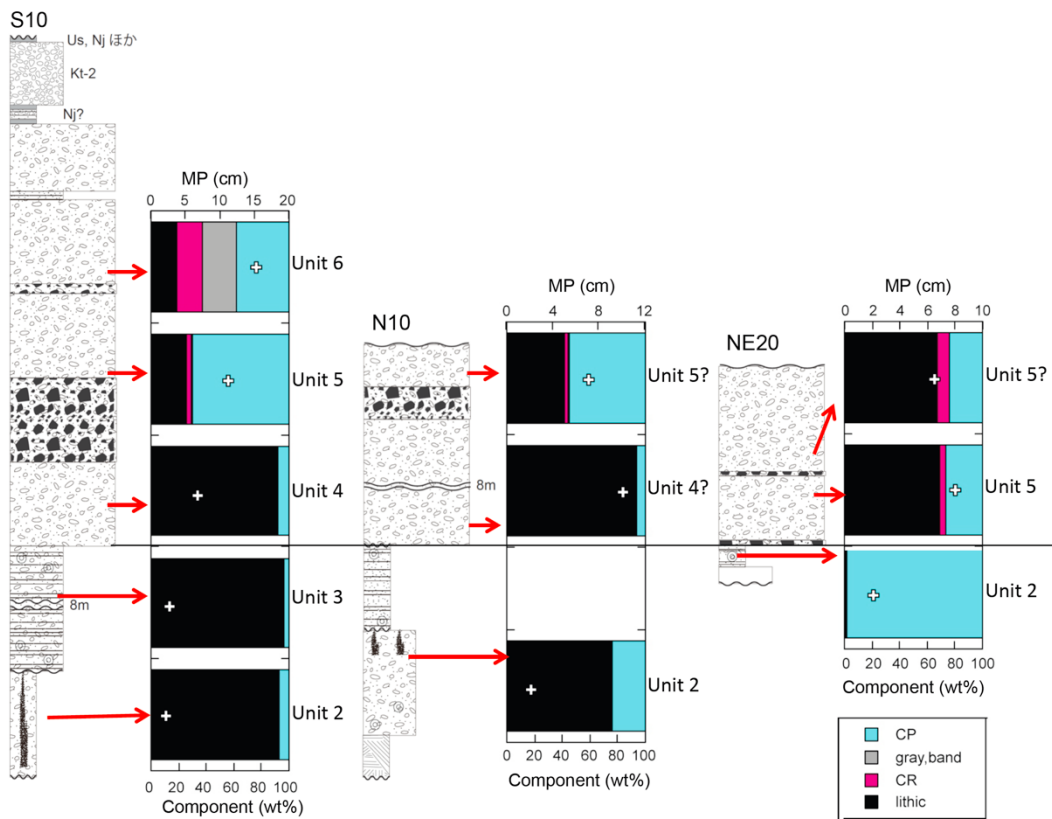 S10
Us, Nj ほか
Kt-2
Nj?
8m
MP (cm)
0 5 10 15 20
Unit 6
Unit 5
Unit 4
Unit 3
Unit 2
0 20 40 60 80 100
Component (wt%)
N10
8m
MP (cm)
0 4 8 12
Unit 5?
Unit 4?
Unit 2
0 20 40 60 80 100
Component (wt%)
NE20
MP (cm)
0 2 4 6 8 10
Unit 5?
Unit 5
Unit 2
0 20 40 60 80 100
Component (wt%)
CP
gray,band
CR
lithic